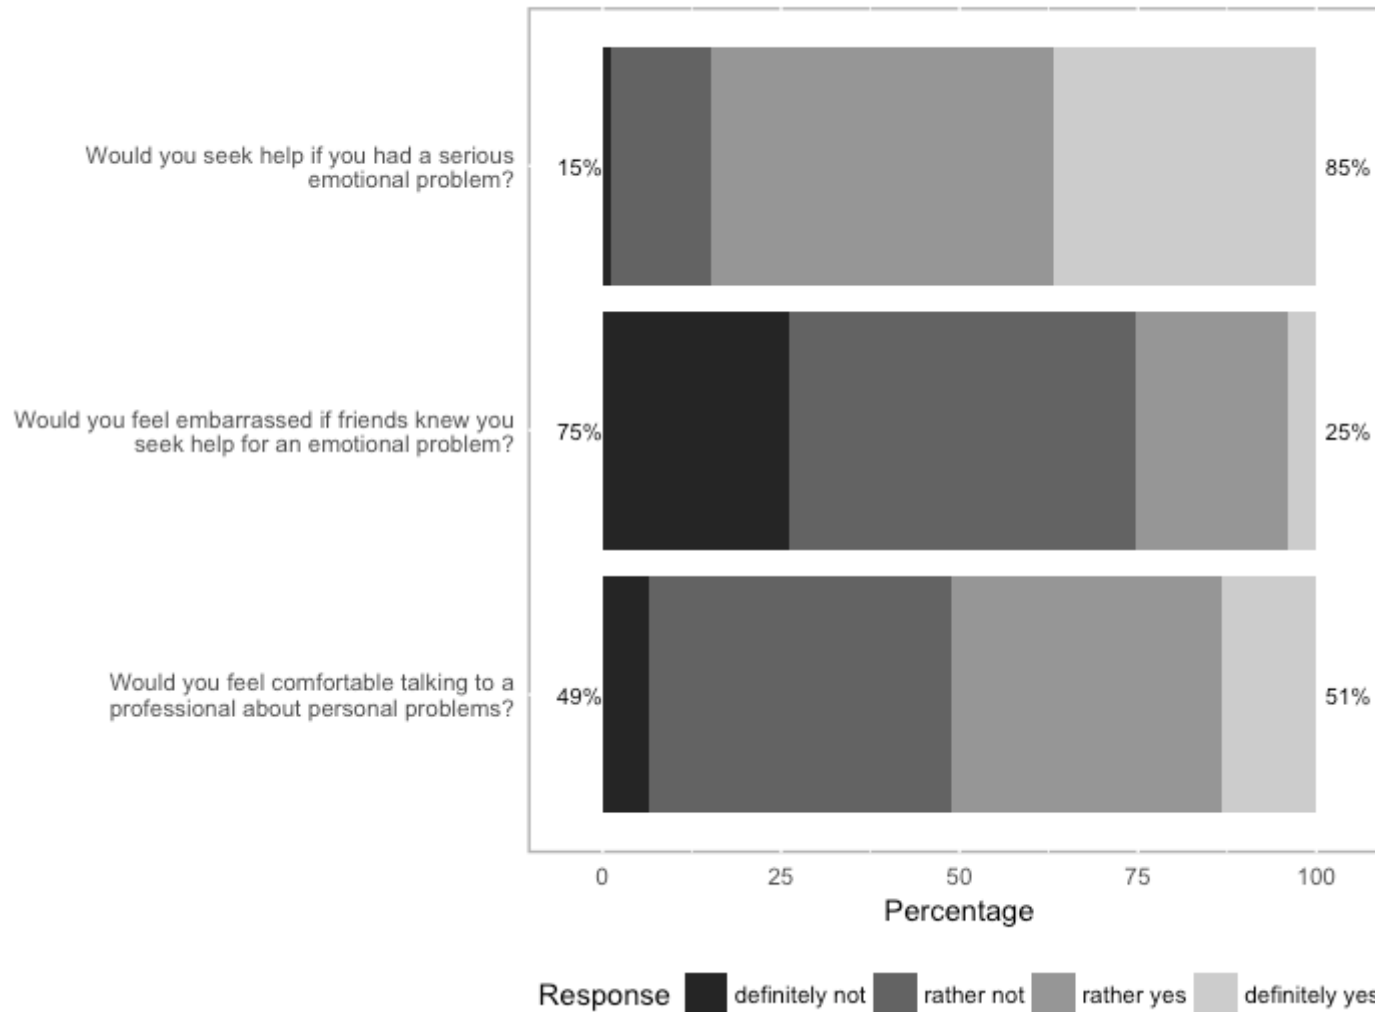 Would you seek help if you had a serious
emotional problem?
15%
85%
Would you feel embarrassed if friends knew you
seek help for an emotional problem?
75%
25%
Would you feel comfortable talking to a
professional about personal problems?
49%
51%
0 25 50 75 100
Percentage
Response definitely not rather not rather yes definitely yes